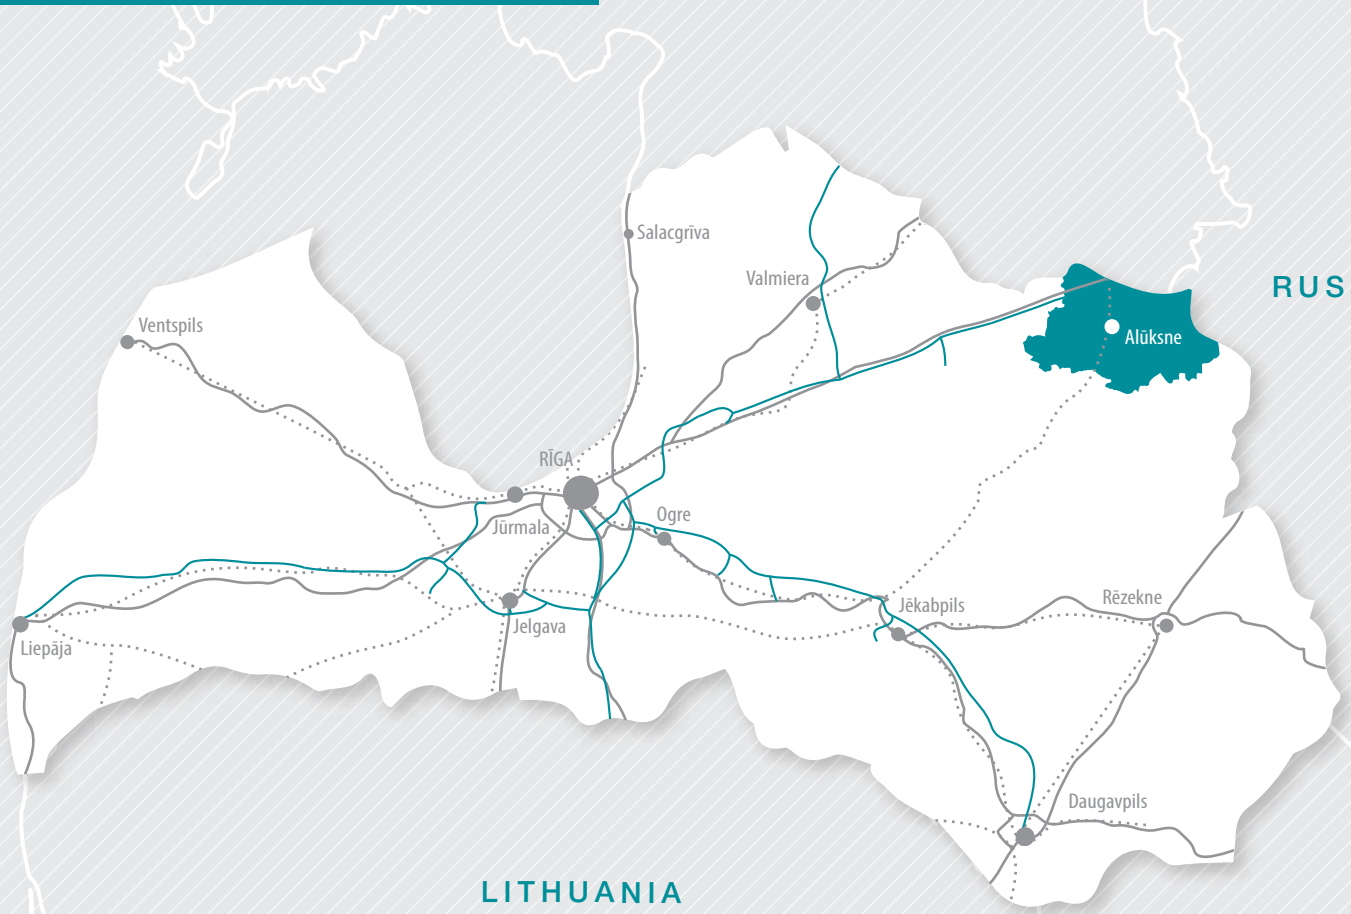 Salacgrīva
Valmiera
RUS
Ventspils
Alūksne
RĪGA
Ogre
Jūrmala
Jēkabpils
Rēzekne
Jelgava
Liepāja
Daugavpils
LITHUANIA